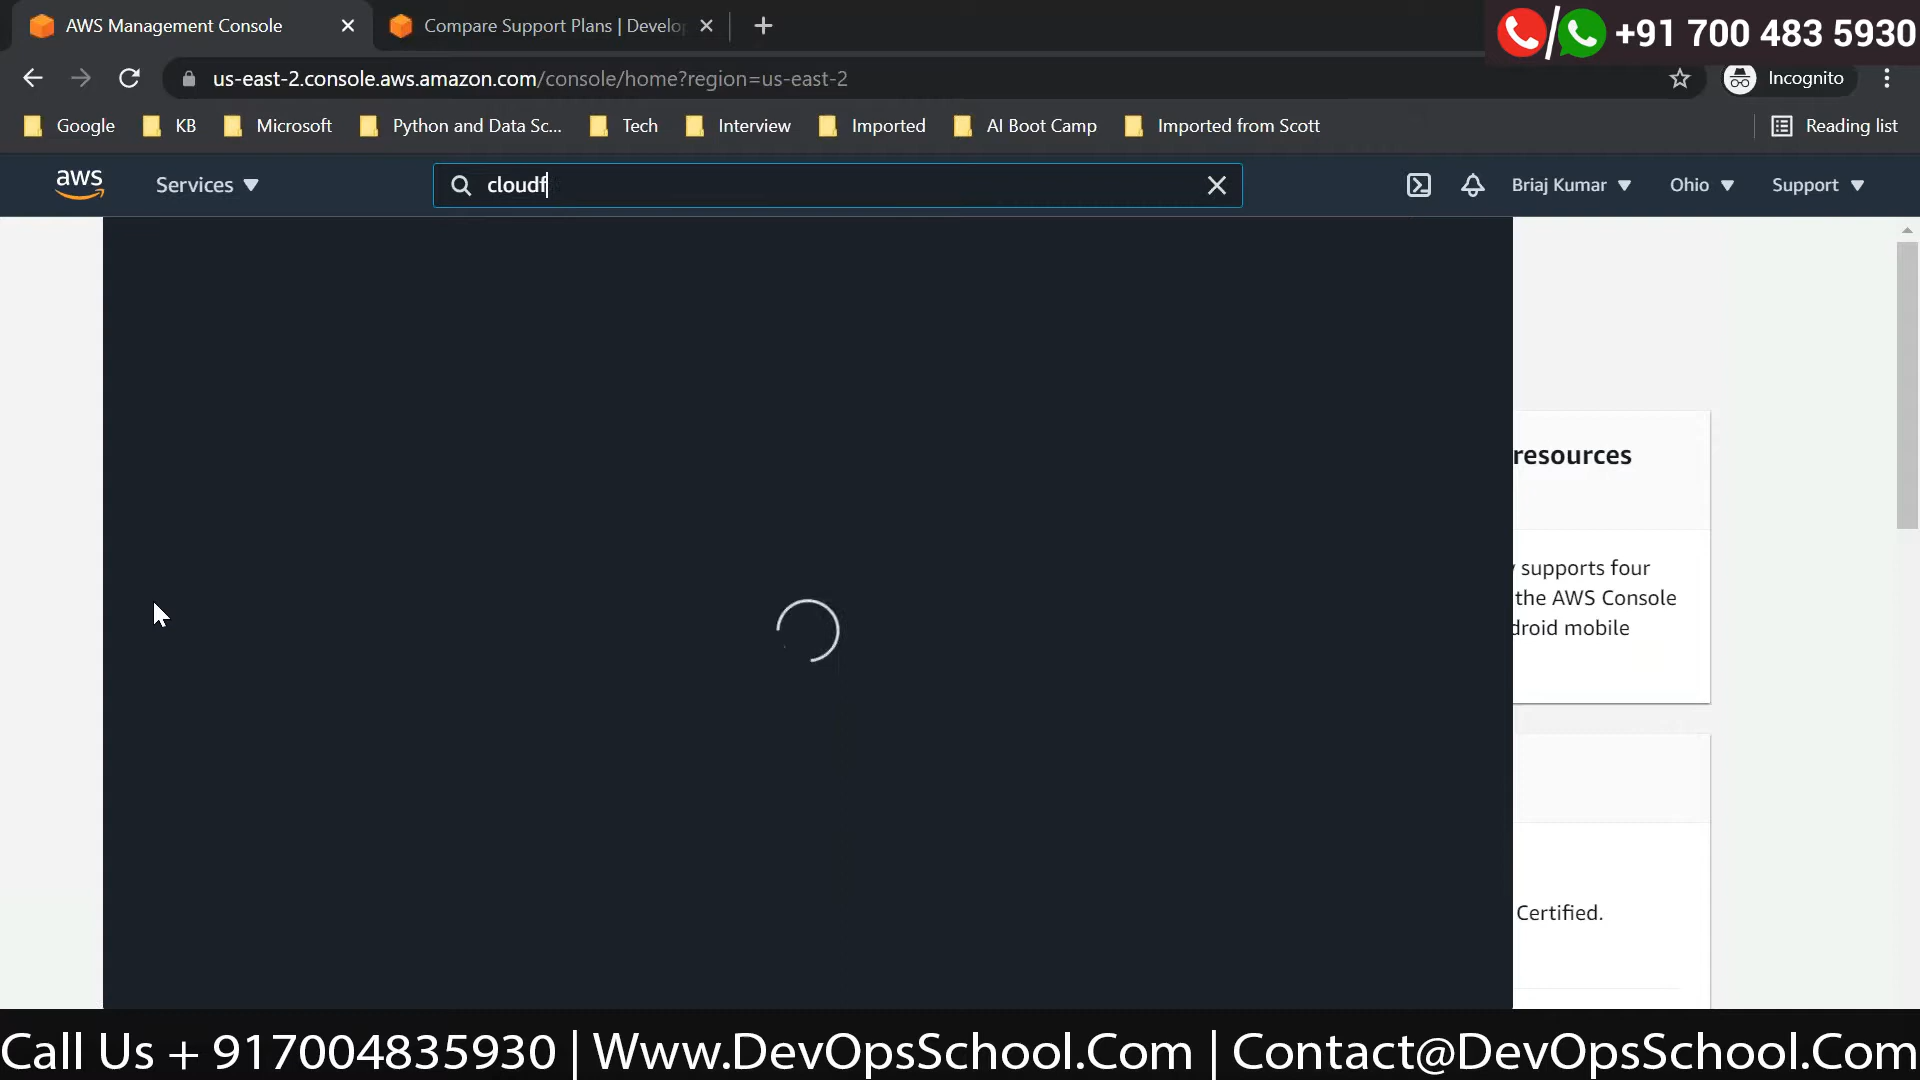 AWS Management Console
Compare Support Plans | Develo
+91 700 483 5930
us-east-2.console.aws.amazon.com/console/home?region=us-east-2
Incognito
Google
KB
Microsoft
Python and Data Sc...
Tech
Interview
Imported
AI Boot Camp
Imported from Scott
Reading list
aws
Services
cloudf
Briaj Kumar
Ohio
Support
resources
supports four
the AWS Console
droid mobile
Certified.
Call Us + 917004835930 | Www.DevOpsSchool.Com | Contact@DevOpsSchool.Com